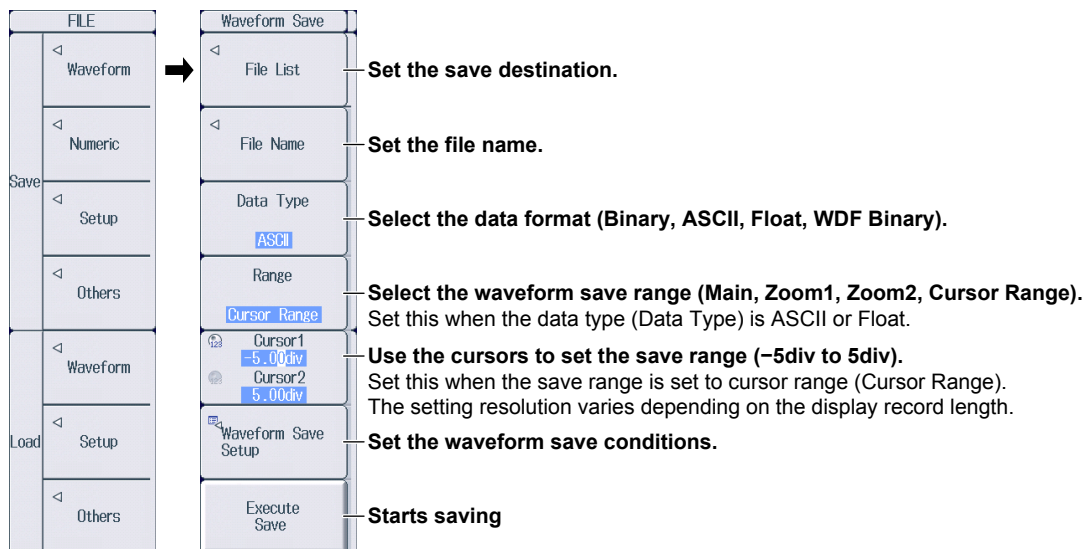 FILE
Save
Waveform
Numeric
Setup
Others
Load
Waveform
Setup
Others
Waveform Save
File List
Set the save destination.
File Name
Set the file name.
Data Type
ASCII
Select the data format (Binary, ASCII, Float, WDF Binary).
Range
Cursor Range
Select the waveform save range (Main, Zoom1, Zoom2, Cursor Range).
Set this when the data type (Data Type) is ASCII or Float.
123
Cursor1
-5.00div
Cursor2
5.00div
Use the cursors to set the save range (−5div to 5div).
Set this when the save range is set to cursor range (Cursor Range).
The setting resolution varies depending on the display record length.
Waveform Save
Setup
Set the waveform save conditions.
Execute
Save
Starts saving